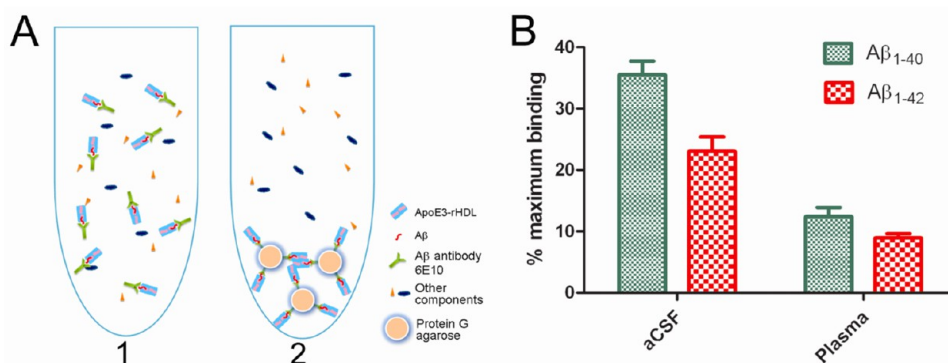 A
1
2
ApoE3-rHDL
Aβ
Aβ antibody
6E10
Other
components
Protein G
agarose
B
% maximum binding
40
30
20
10
0
Aβ1-40
Aβ1-42
aCSF
Plasma